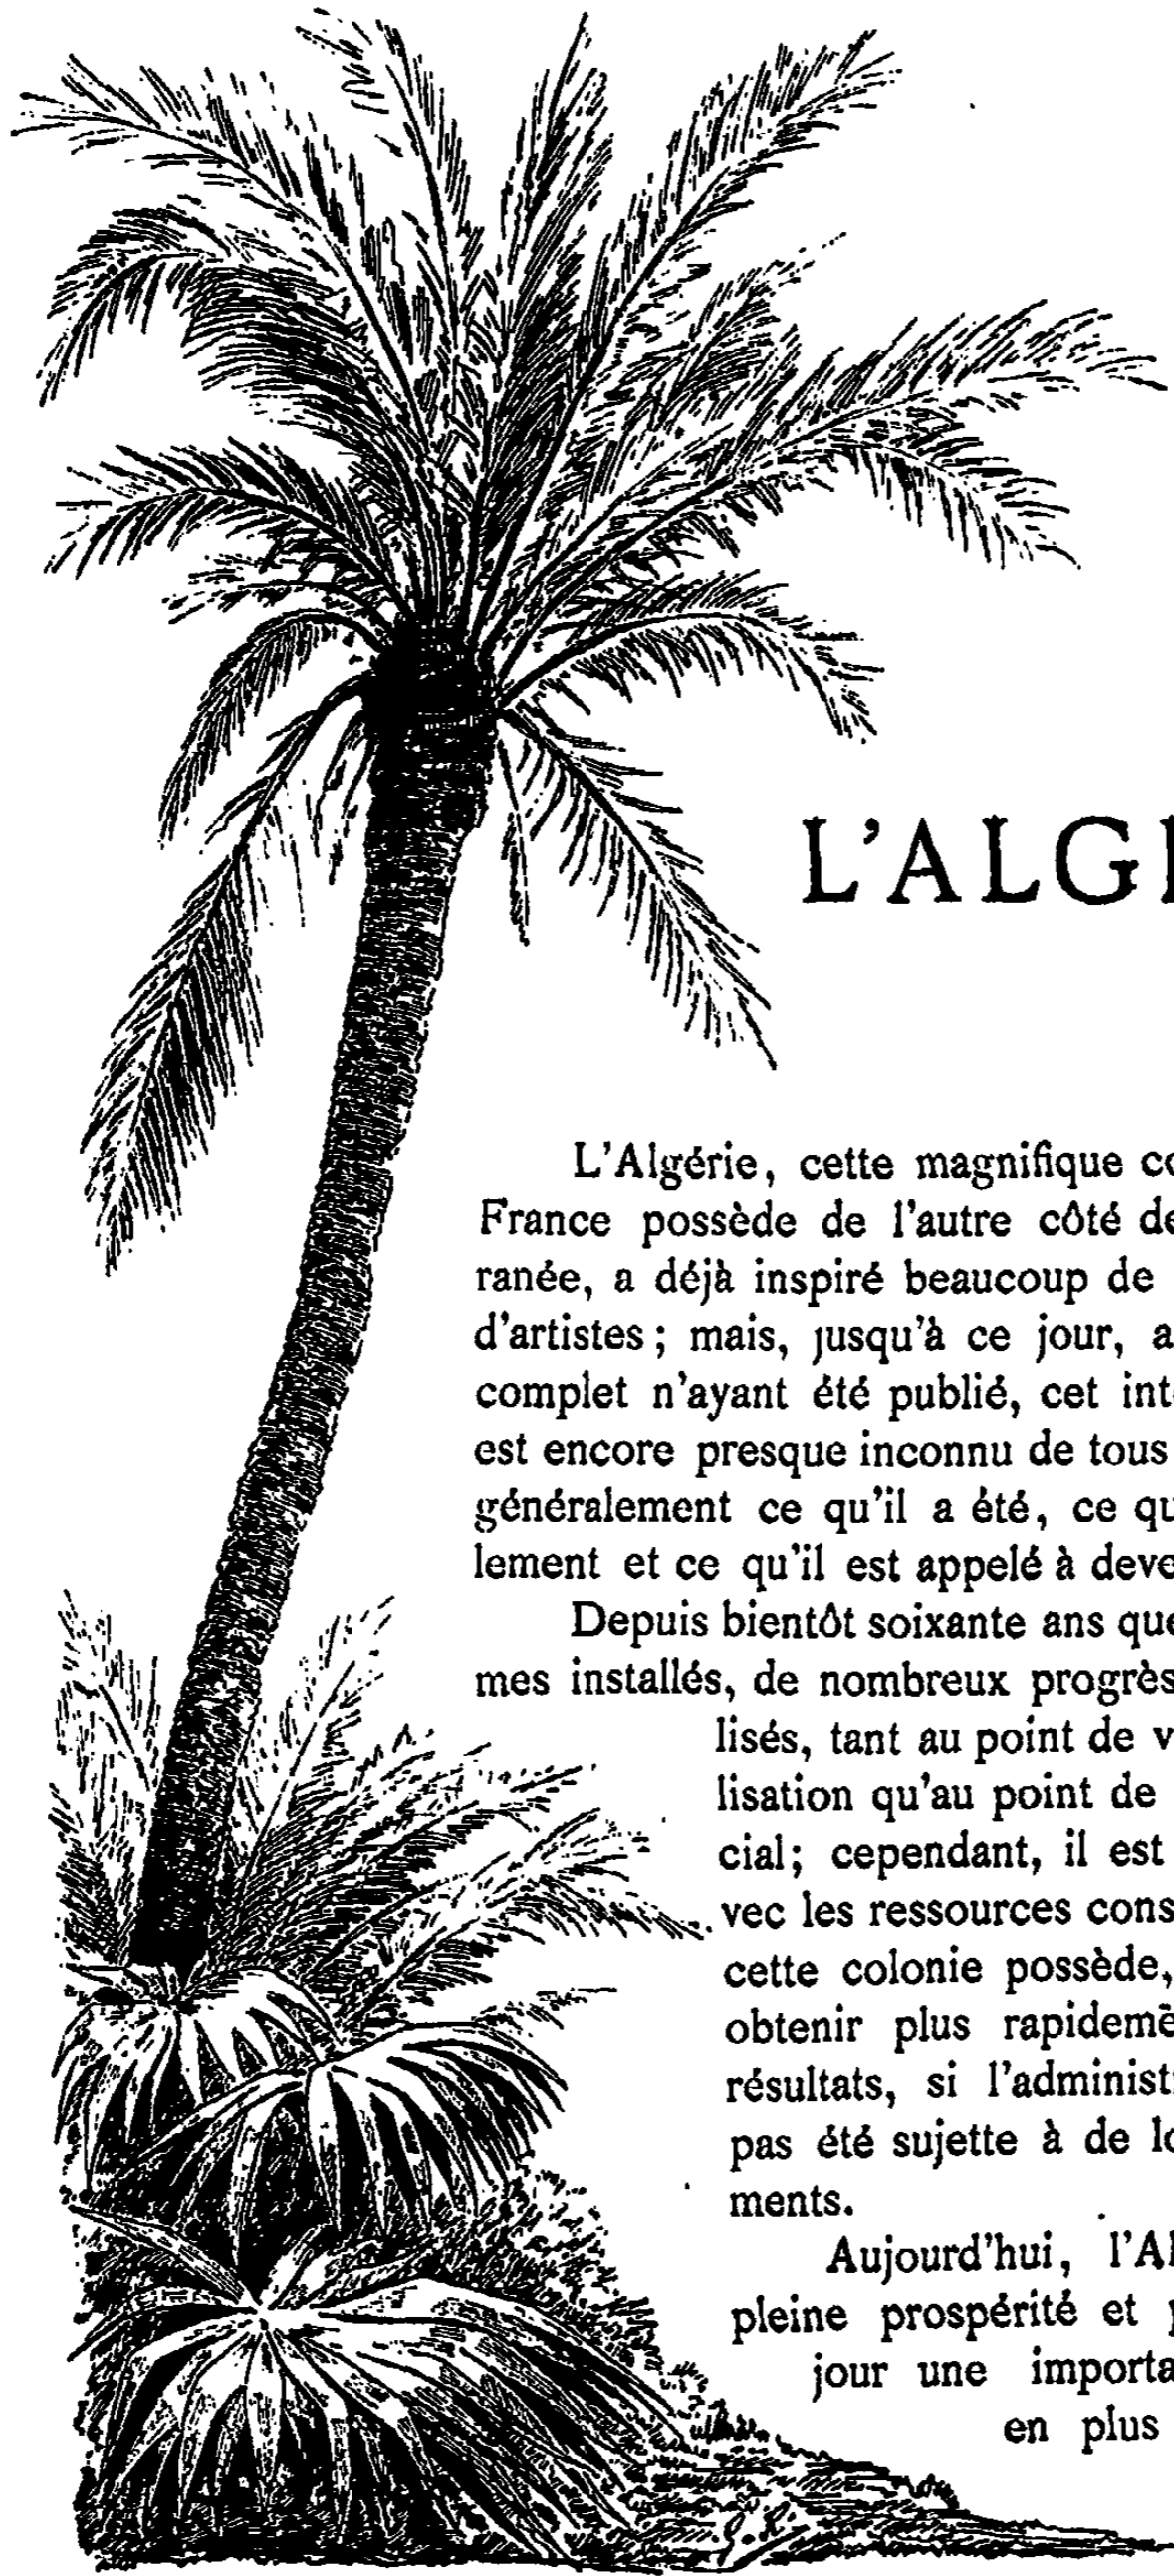 L'ALGE
L'Algérie, cette magnifique co
France possède de l'autre côté de
ranée, a déjà inspiré beaucoup de
d'artistes; mais, jusqu'à ce jour, a
complet n'ayant été publié, cet inté
est encore presque inconnu de tous
généralement ce qu'il a été, ce qu
lement et ce qu'il est appelé à deve
Depuis bientôt soixante ans que
mes installés, de nombreux progrès
lisés, tant au point de v
lisation qu'au point de
cial; cependant, il est
vec les ressources cons
cette colonie possède,
obtenir plus rapideme
résultats, si l'administ
pas été sujette à de lo
ments.
Aujourd'hui, l'Al
pleine prospérité et p
jour une importa
en plus